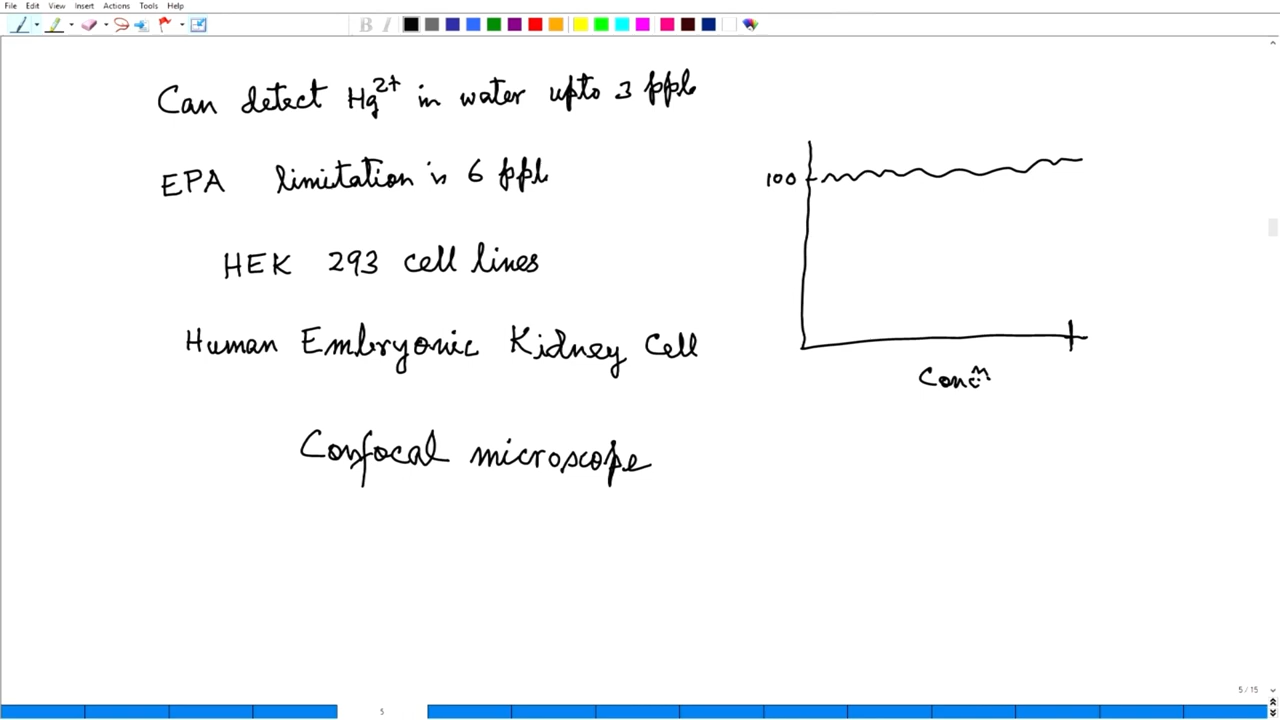 File Edit View Insert Actions Tools Help
B I
Can detect Hg²⁺ in water upto 3 ppb
EPA limitation is 6 ppb
HEK 293 cell lines
Human Embryonic Kidney Cell
Confocal microscope
100
Concⁿ
5 / 15
5